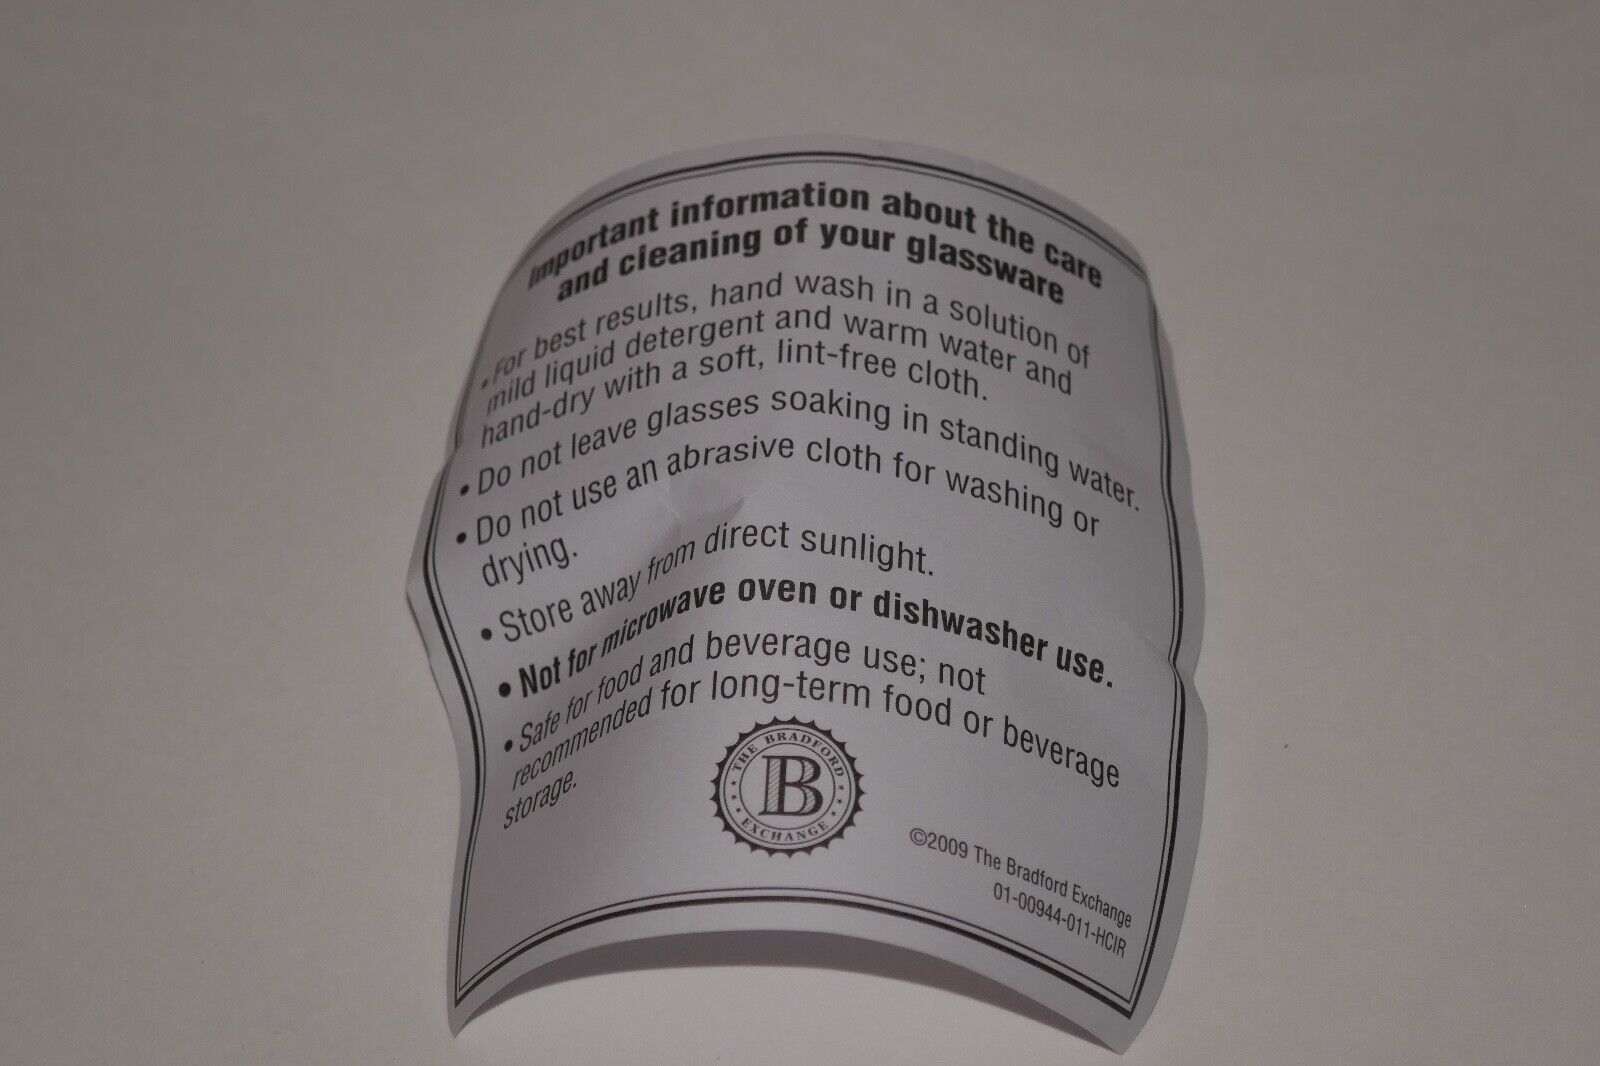 Important information about the care
and cleaning of your glassware
• For best results, hand wash in a solution of
mild liquid detergent and warm water and
hand-dry with a soft, lint-free cloth.
• Do not leave glasses soaking in standing water.
• Do not use an abrasive cloth for washing or
drying.
• Store away from direct sunlight.
• Not for microwave oven or dishwasher use.
• Safe for food and beverage use; not
recommended for long-term food or beverage
storage.
THE BRADFORD
B
EXCHANGE
©2009 The Bradford Exchange
01-00944-011-HCIR